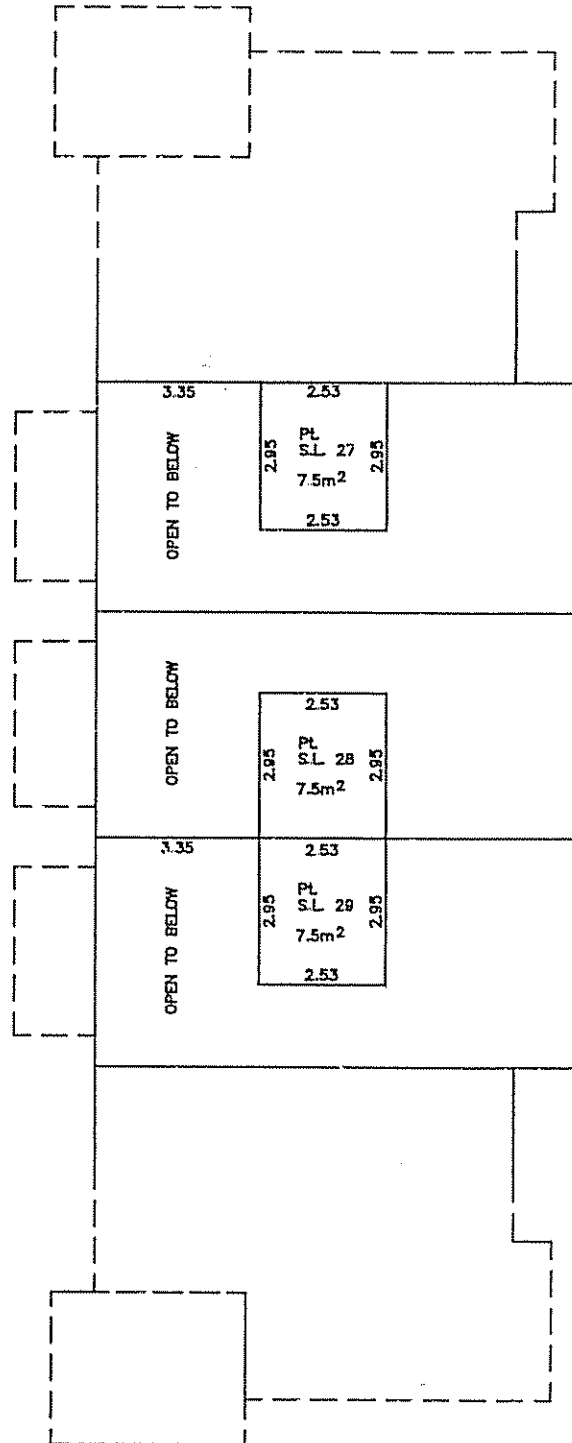 3.35
2.53
OPEN TO BELOW
2.95
Pt.
S.L. 27
7.5m²
2.95
2.53
OPEN TO BELOW
2.53
2.95
Pt.
S.L. 28
7.5m²
2.95
3.35
2.53
OPEN TO BELOW
2.95
Pt.
S.L. 29
7.5m²
2.95
2.53